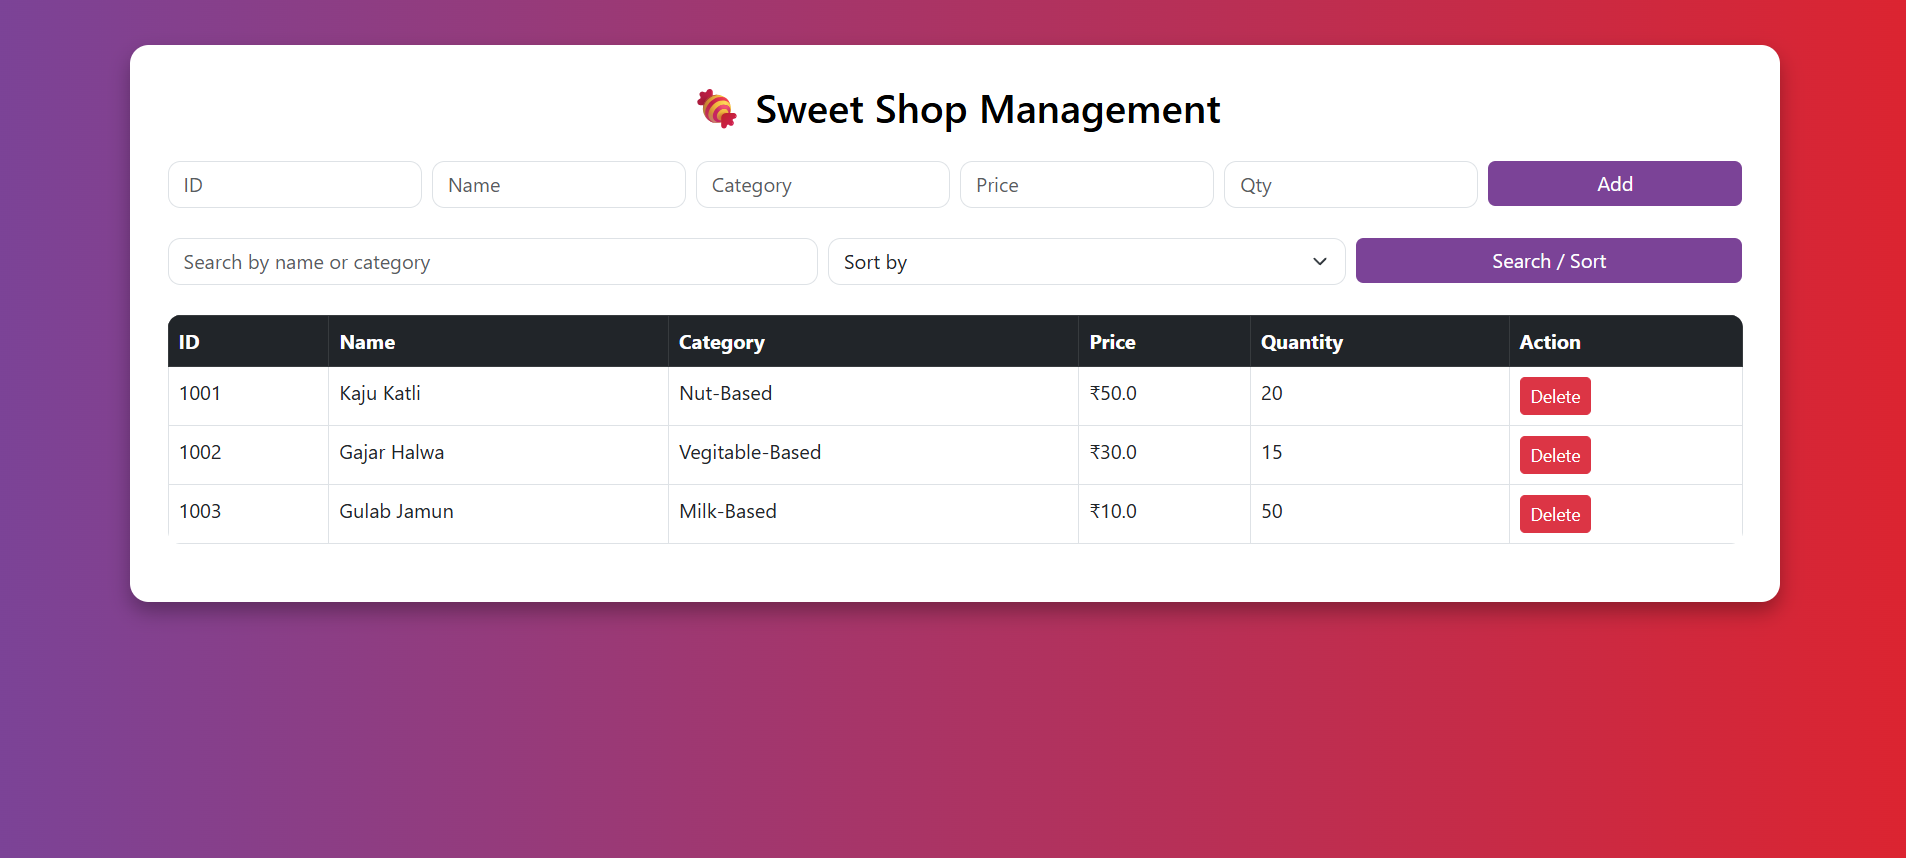 Sweet Shop Management
ID Name Category Price Qty Add
Search by name or category Sort by Search / Sort
ID Name Category Price Quantity Action
1001 Kaju Katli Nut-Based ₹50.0 20 Delete
1002 Gajar Halwa Vegitable-Based ₹30.0 15 Delete
1003 Gulab Jamun Milk-Based ₹10.0 50 Delete